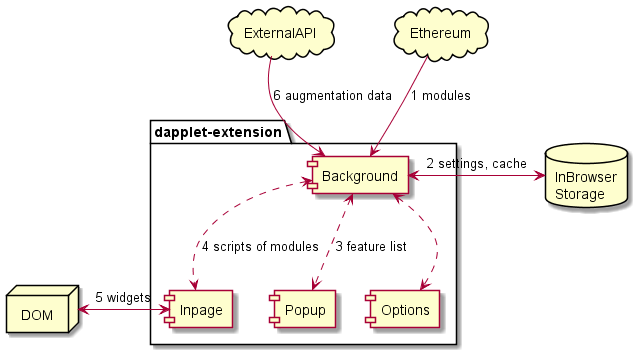 ExternalAPI
Ethereum
6 augmentation data
1 modules
dapplet-extension
Background
2 settings, cache
InBrowser
Storage
4 scripts of modules
3 feature list
5 widgets
DOM
Inpage
Popup
Options